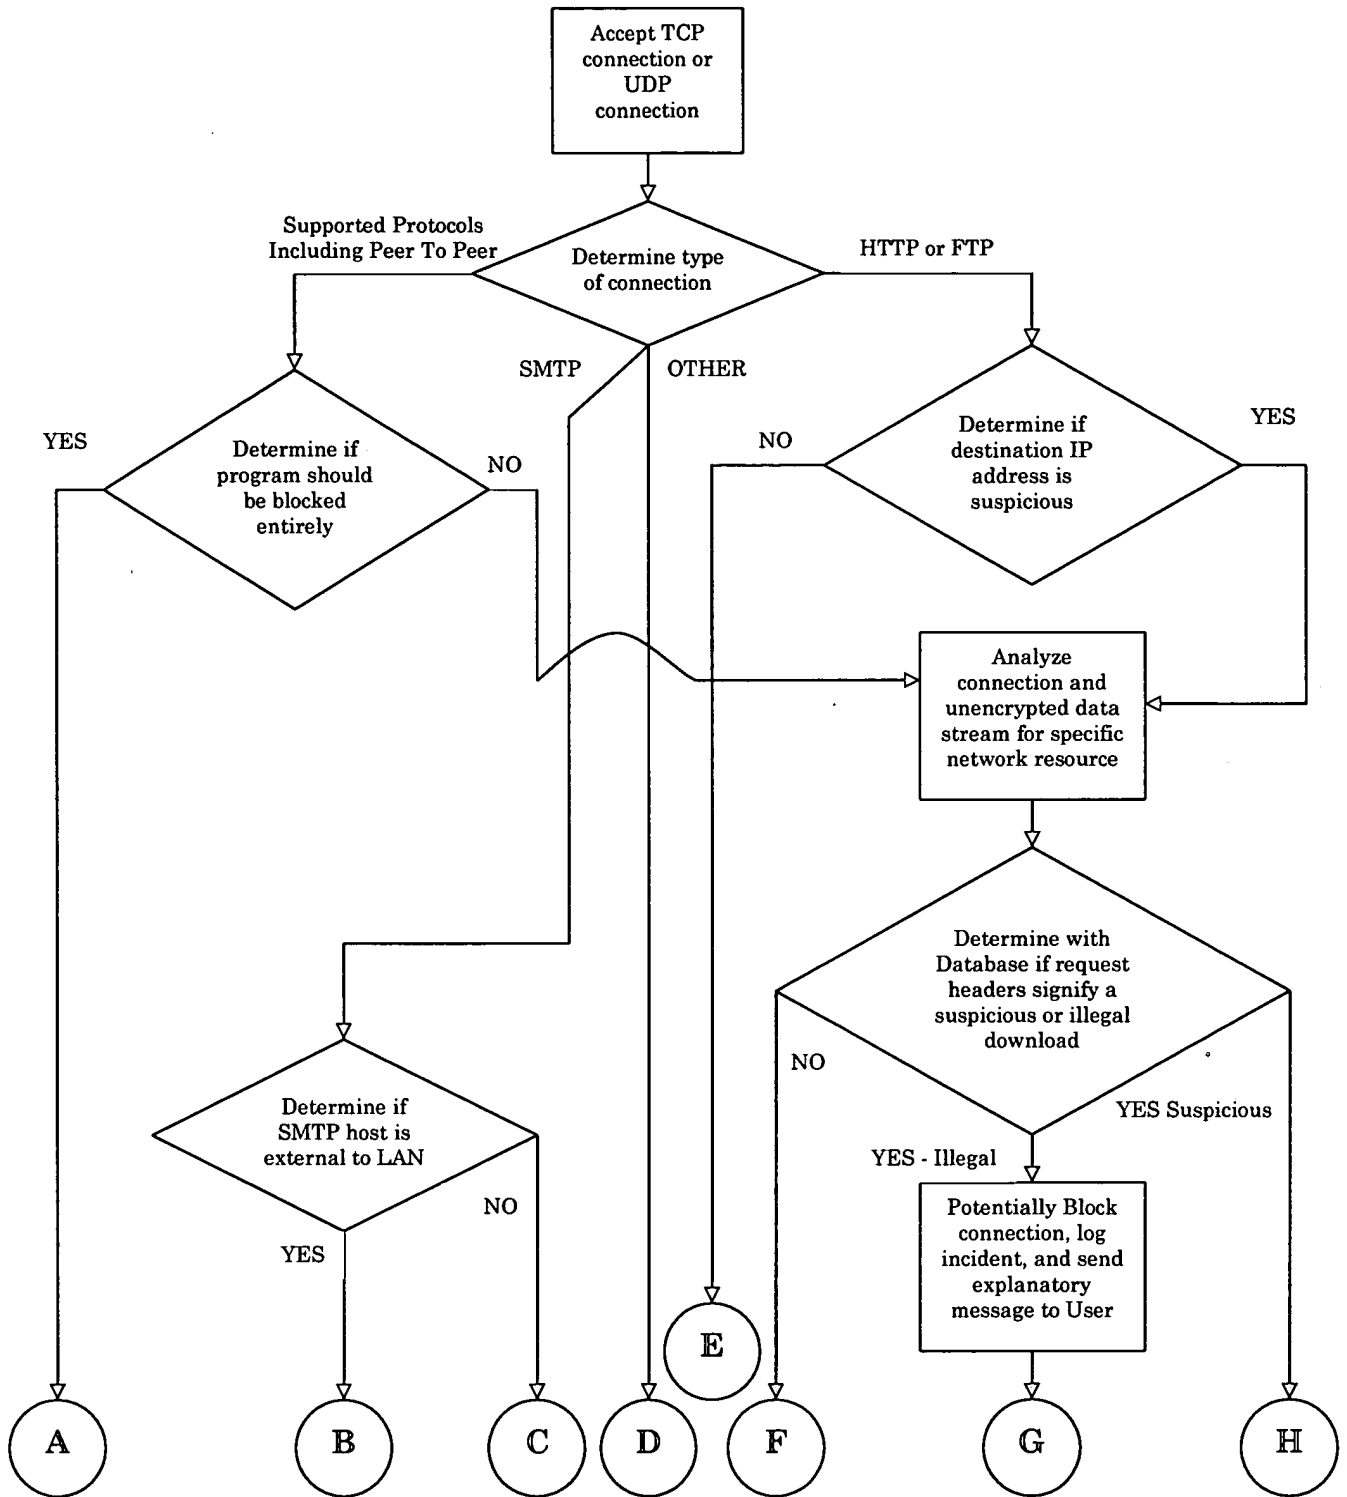 Accept TCP
connection or
UDP
connection
Supported Protocols
Including Peer To Peer
Determine type
of connection
HTTP or FTP
SMTP
OTHER
YES
Determine if
program should
be blocked
entirely
NO
NO
Determine if
destination IP
address is
suspicious
YES
Analyze
connection and
unencrypted data
stream for specific
network resource
Determine with
Database if request
headers signify a
suspicious or illegal
download
NO
YES Suspicious
YES - Illegal
Determine if
SMTP host is
external to LAN
NO
YES
Potentially Block
connection, log
incident, and send
explanatory
message to User
E
A
B
C
D
F
G
H